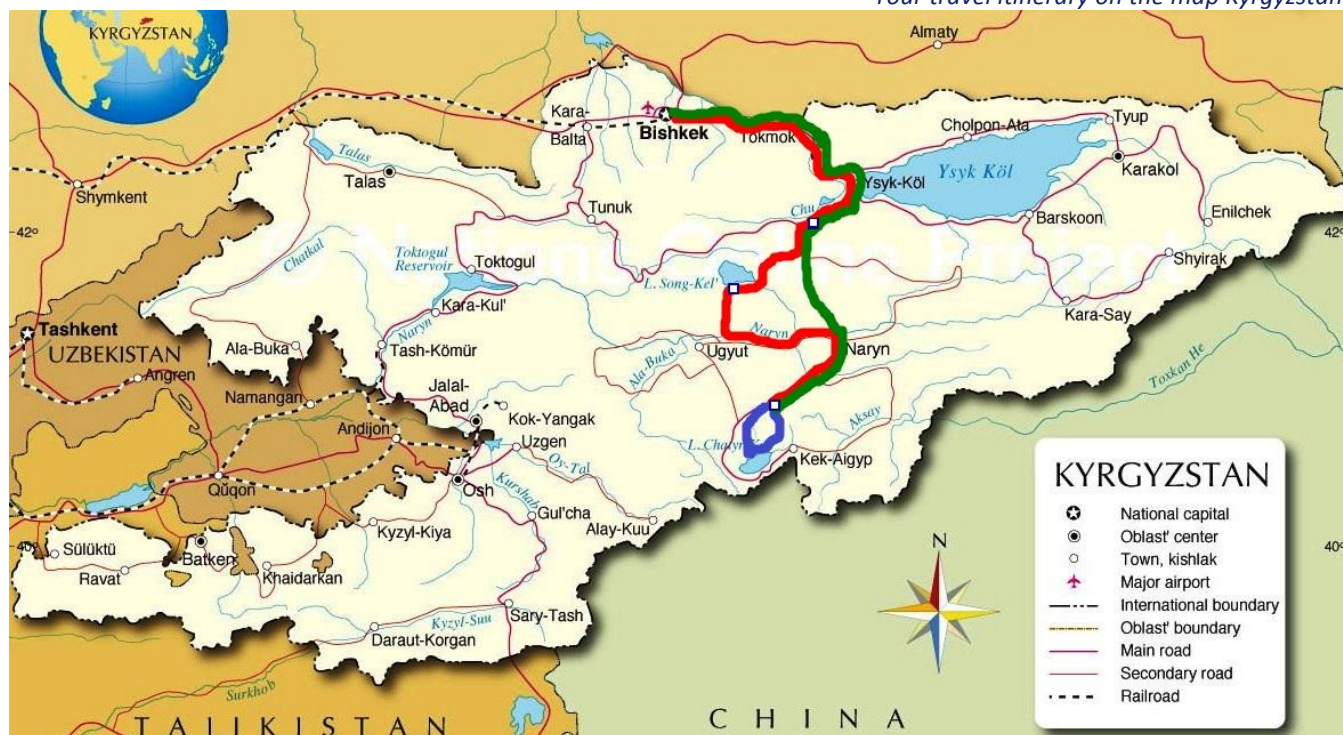 Your travel itinerary on the map Kyrgyzstan
KYRGYZSTAN
Almaty
Kara-
Balta
Bishkek
Tokmok
Cholpon-Ata
Tyup
Talas
Talas
Shymkent
Ysyk-Köl
Ysyk Köl
Karakol
Tunuk
Chu
Barskoon
Enilchek
42°
42°
© Nations Online Project
Chatkal
Toktogul
Reservoir
Toktogul
L. Song-Kel'
Shyirak
Kara-Kul'
Kara-Say
Tashkent
UZBEKISTAN
Naryn
Naryn
Ala-Buka
Tash-Kömür
Ugyut
Naryn
Angren
Ala-Buka
Toxkan He
Namangan
Jalal-
Abad
Kok-Yangak
Aksay
Andijon
Uzgen
L. Chatyr
Kek-Aigyp
Oy-Tal
Qŭqon
Osh
Kurshab
Gul'cha
Kyzyl-Kiya
Alay-Kuu
40°
40°
Sülüktü
Batken
Ravat
Khaidarkan
Sary-Tash
Kyzyl-Suu
Daraut-Korgan
Surkhob
TAJIKISTAN
CHINA
N
KYRGYZSTAN
National capital
Oblast' center
Town, kishlak
Major airport
International boundary
Oblast' boundary
Main road
Secondary road
Railroad